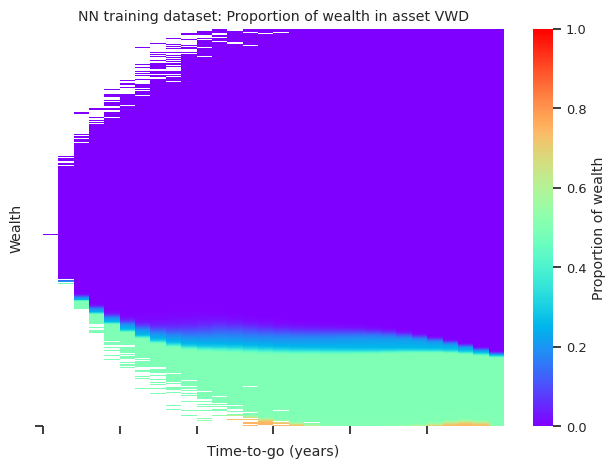 NN training dataset: Proportion of wealth in asset VWD
Wealth
Time-to-go (years)
1.0
0.8
0.6
0.4
0.2
0.0
Proportion of wealth